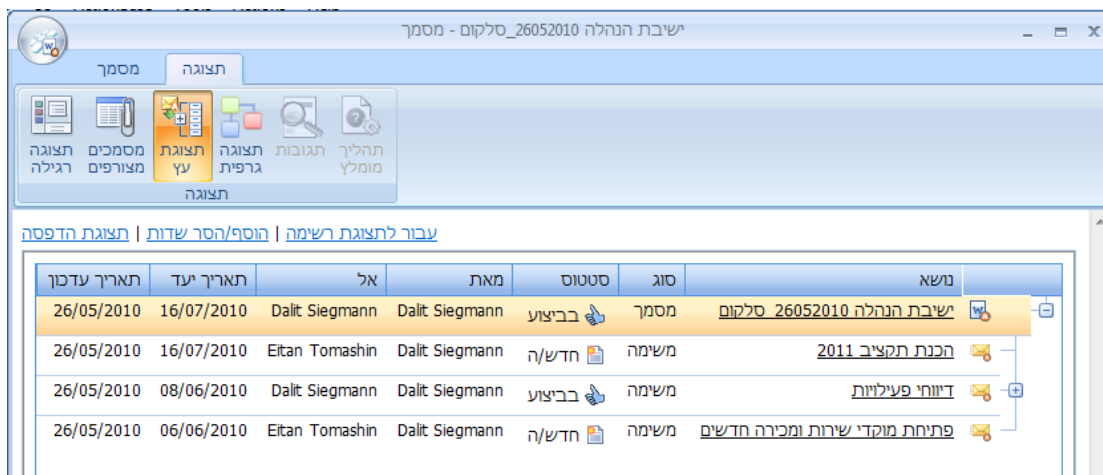 ישיבת הנהלה 26052010_סלקום - מסמך
תצוגה מסמך
תהליך מומלץ
תגובות
תצוגה גרפית
תצוגת עץ
מסמכים מצורפים
תצוגה רגילה
תצוגה
עבור לתצוגת רשימה | הוסף/הסר שדות | תצוגת הדפסה
נושא סוג סטטוס מאת אל תאריך יעד תאריך עדכון
ישיבת הנהלה 26052010_סלקום מסמך בביצוע Dalit Siegmann Dalit Siegmann 16/07/2010 26/05/2010
הכנת תקציב 2011 משימה חדש/ה Dalit Siegmann Eitan Tomashin 16/07/2010 26/05/2010
דיווחי פעילויות משימה בביצוע Dalit Siegmann Dalit Siegmann 08/06/2010 26/05/2010
פתיחת מוקדי שירות ומכירה חדשים משימה חדש/ה Dalit Siegmann Eitan Tomashin 06/06/2010 26/05/2010